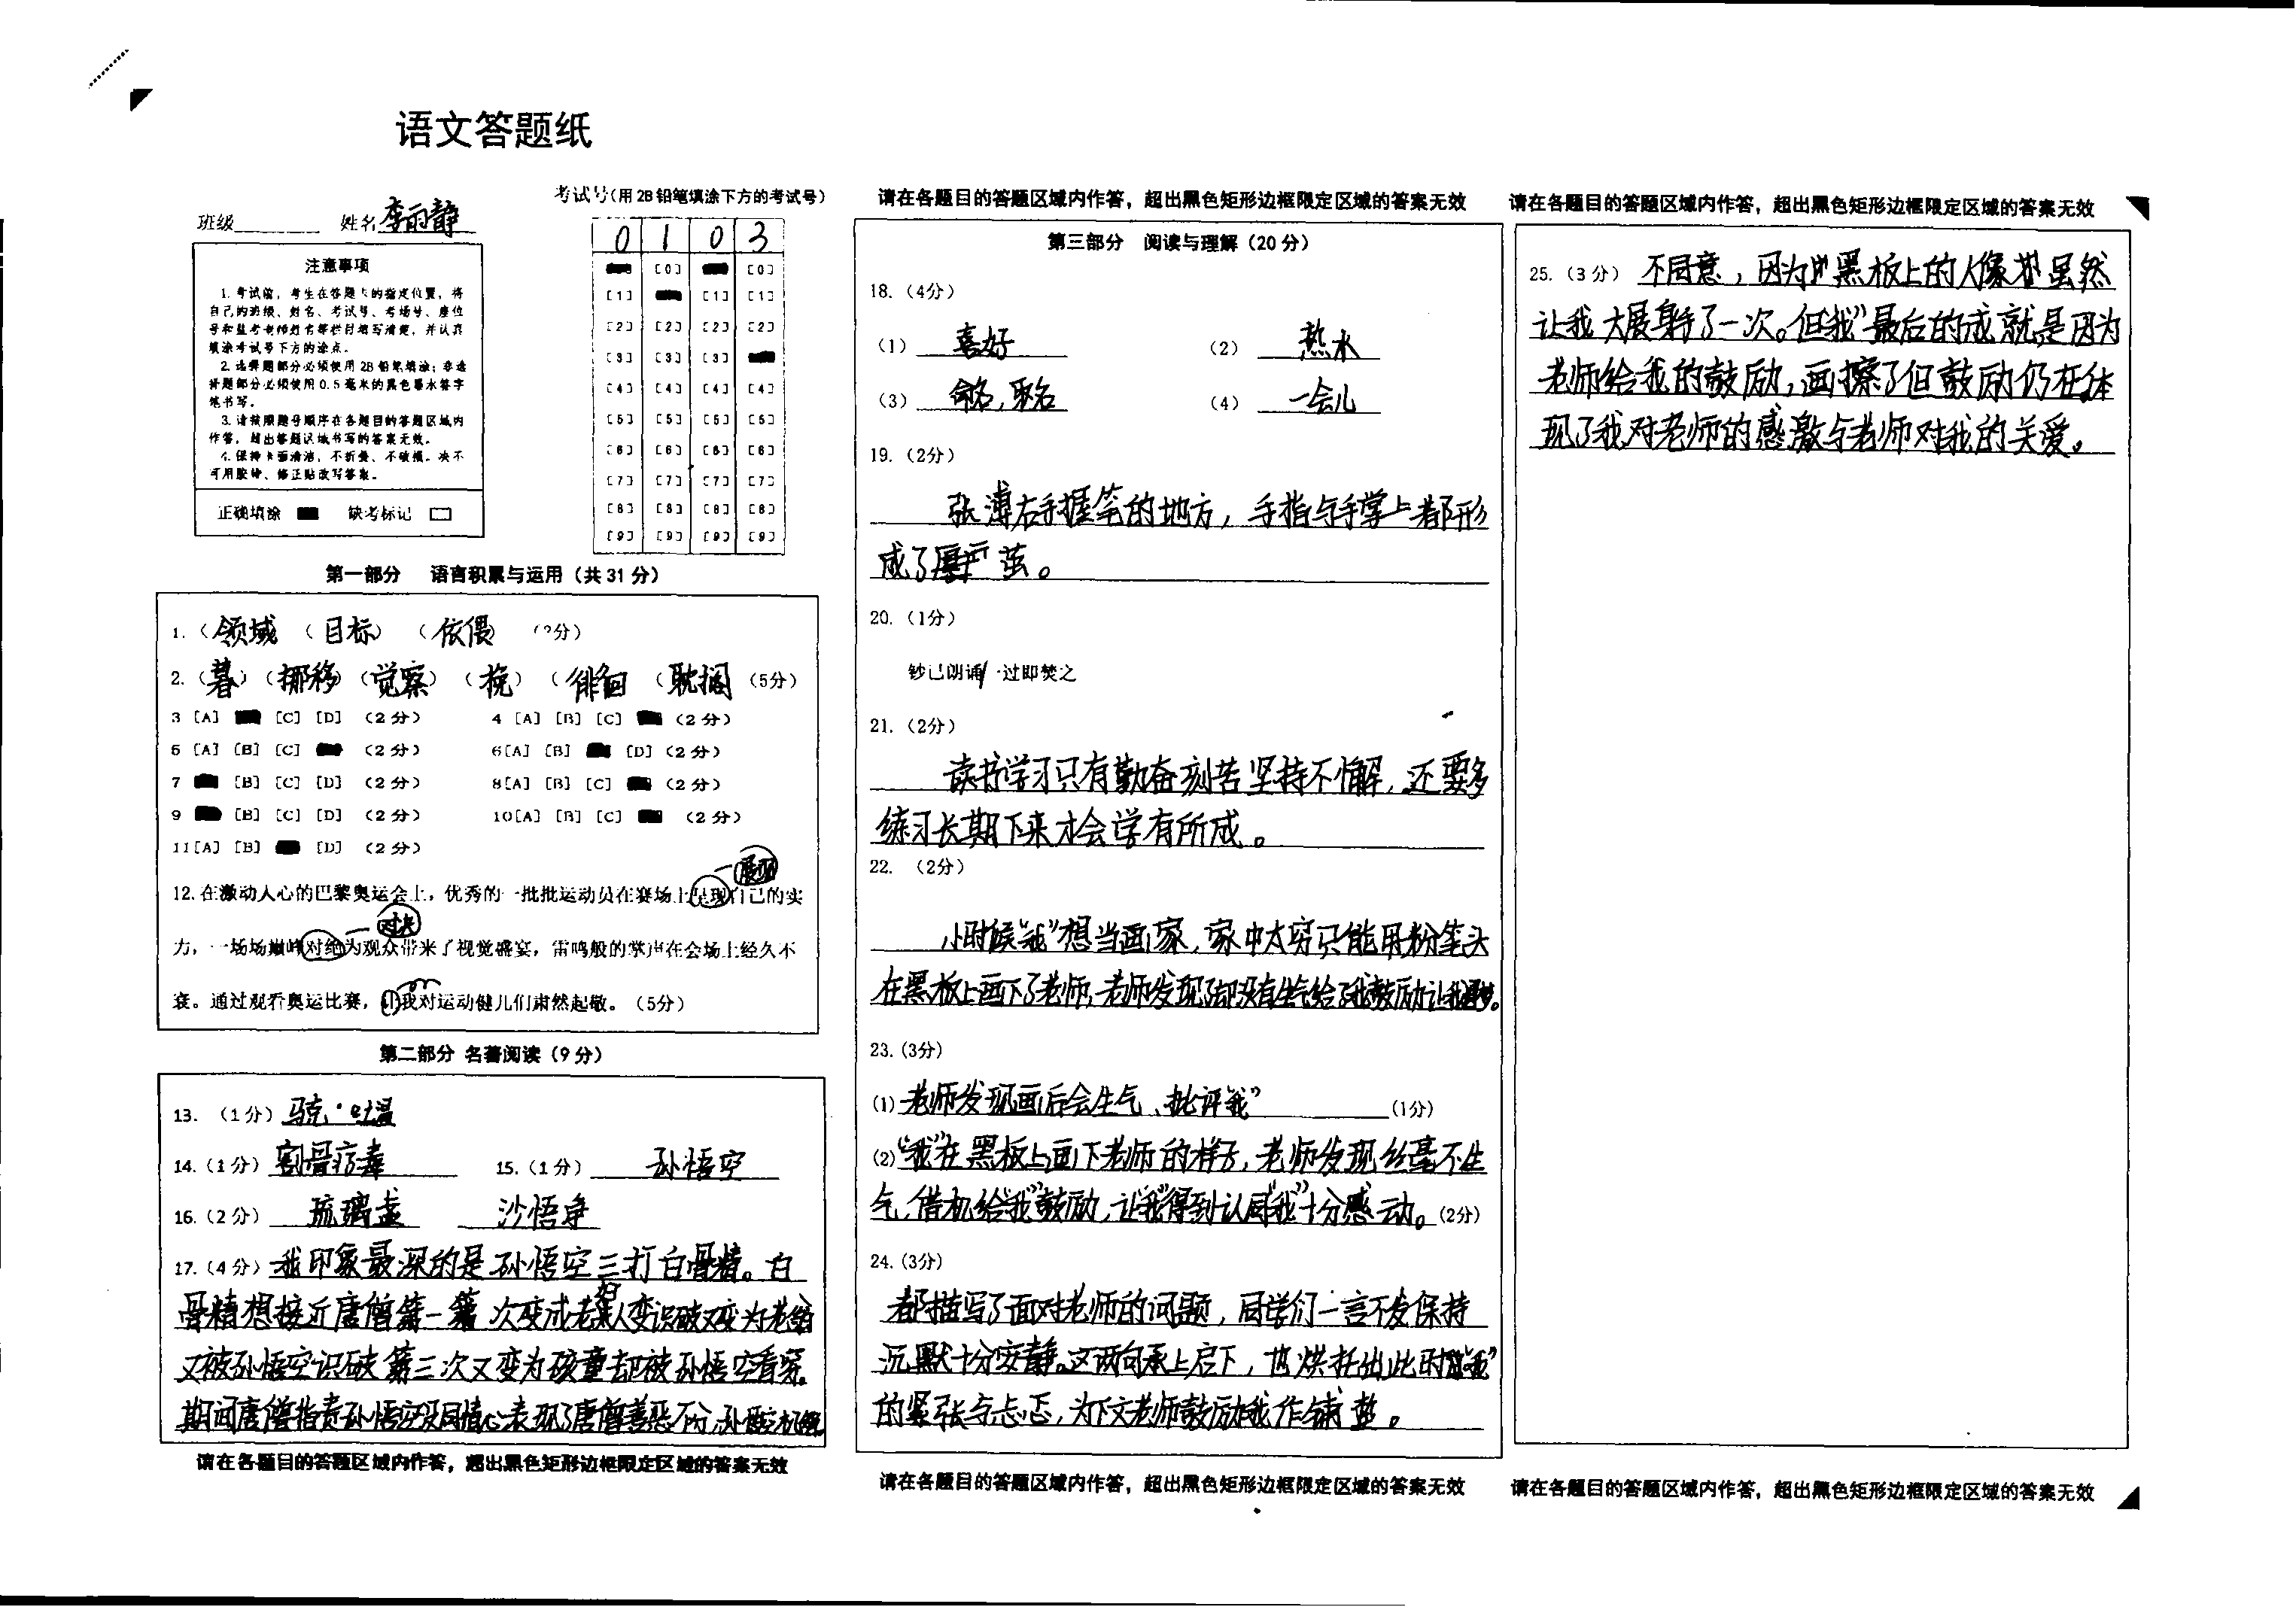 语文答题纸
班级 姓名 李雨静
考试号(用2B铅笔填涂下方的考试号)
0 1 0 3
[0] [0]
[1] [1] [1]
[2] [2] [2] [2]
[3] [3] [3]
[4] [4] [4] [4]
[5] [5] [5] [5]
[6] [6] [6] [6]
[7] [7] [7] [7]
[8] [8] [8] [8]
[9] [9] [9] [9]
注意事项
1.考试前,考生在答题卡的指定位置,将
自己的班级、姓名、考试号、考场号、座位
号和监考老师姓名等栏目填写清楚,并认真
填涂考试号下方的涂点。
2.选择题部分必须使用2B铅笔填涂;非选
择题部分必须使用0.5毫米的黑色墨水签字
笔书写。
3.请按照题号顺序在各题目的答题区域内
作答,超出答题区域书写的答案无效。
4.保持卡面清洁,不折叠、不破损。决不
可用胶带、修正贴改写答案。
正确填涂 缺考标记
第一部分 语言积累与运用(共31分)
1.(领域 (目标) (依偎 分)
2.(暮)(挪移)(觉察)(挽)(徘徊 (耽搁 (5分)
3 [A] [C] [D] (2分) 4 [A] [B] [C] (2分)
5 [A] [B] [C] (2分) 6[A] [B] [D] (2分)
7 [B] [C] [D] (2分) 8[A] [B] [C] (2分)
9 [B] [C] [D] (2分) 10[A] [B] [C] (2分)
11[A] [B] [D] (2分)
展现
12.在激动人心的巴黎奥运会上,优秀的一批批运动员在赛场上呈现自己的实
对决
力,一场场巅峰对绝为观众带来了视觉盛宴,雷鸣般的掌声在会场上经久不
衰。通过观看奥运比赛,让我对运动健儿们肃然起敬。(5分)
第二部分 名著阅读(9分)
13.(1分)骆·吐温
14.(1分)割骨疗毒 15.(1分)孙悟空
16.(2分)琉璃盏 沙悟净
17.(4分)我印象最深的是孙悟空三打白骨精。白
骨精想接近唐僧第一 次变成老 人变识破又变为老
又被孙悟空识破第三次又变为孩童却被孙悟空看穿。
期间唐僧指责孙悟空没同情心表现了唐僧善恶不分,孙悟空机
请在各题目的答题区域内作答,超出黑色矩形边框限定区域的答案无效
请在各题目的答题区域内作答,超出黑色矩形边框限定区域的答案无效
第三部分 阅读与理解(20分)
18.(4分)
(1)喜好 (2)热水
(3)命名,取名 (4)一会儿
19.(2分)
张溥右手握笔的地方,手指与手掌上都形
成了厚 茧。
20.(1分)
钞已朗诵/一过即焚之
21.(2分)
读书学习只有勤奋刻苦坚持不懈,还要多
练习长期下来才会学有所成。
22.(2分)
小时候“我”想当画家,家中太穷只能用粉笔头
在黑板上画下了老师,老师发现了却没有生气给了我鼓励让我 。
23.(3分)
(1)老师发现画后会生气、批评“我” (1分)
(2)“我”在黑板上画下老师的样子,老师发现丝毫不生
气,借机给“我”鼓励,让“我”得到认同“我”十分感动。(2分)
24.(3分)
都描写了面对老师的问题,同学们一言不发保持
沉默十分安静。这两句承上启下,也烘托出此时“我”
的紧张与忐忑,为下文老师鼓励我作铺垫。
请在各题目的答题区域内作答,超出黑色矩形边框限定区域的答案无效
请在各题目的答题区域内作答,超出黑色矩形边框限定区域的答案无效
25.(3分)不同意,因为 黑板上的人像 虽然
让我大展身手了一次。但“我”最后的成就是因为
老师给我的鼓励,画擦了但鼓励仍在体
现了我对老师的感激与老师对我的关爱。
请在各题目的答题区域内作答,超出黑色矩形边框限定区域的答案无效